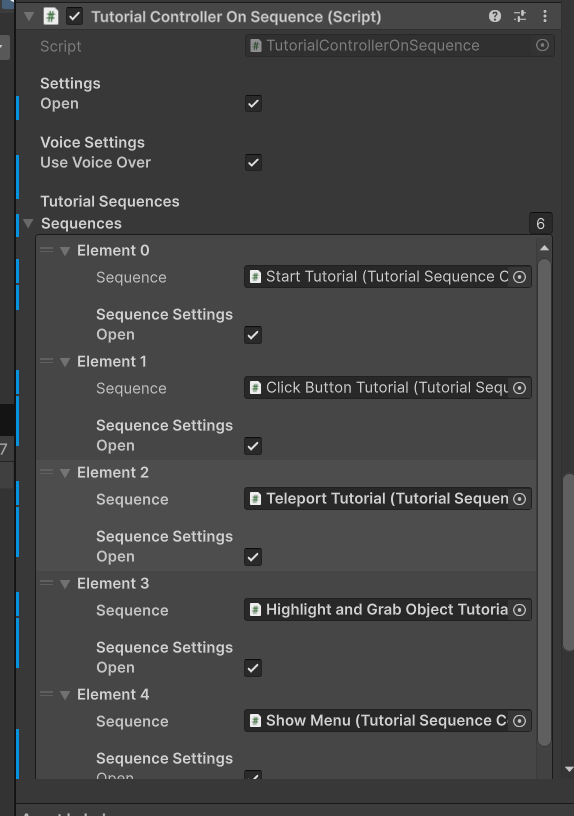 Tutorial Controller On Sequence (Script)
Script
TutorialControllerOnSequence
Settings
Open
Voice Settings
Use Voice Over
Tutorial Sequences
Sequences
6
Element 0
Sequence
Start Tutorial (Tutorial Sequence C
Sequence Settings
Open
Element 1
Sequence
Click Button Tutorial (Tutorial Sequ
Sequence Settings
Open
7
Element 2
Sequence
Teleport Tutorial (Tutorial Sequen
Sequence Settings
Open
Element 3
Sequence
Highlight and Grab Object Tutoria
Sequence Settings
Open
Element 4
Sequence
Show Menu (Tutorial Sequence C
Sequence Settings
Open